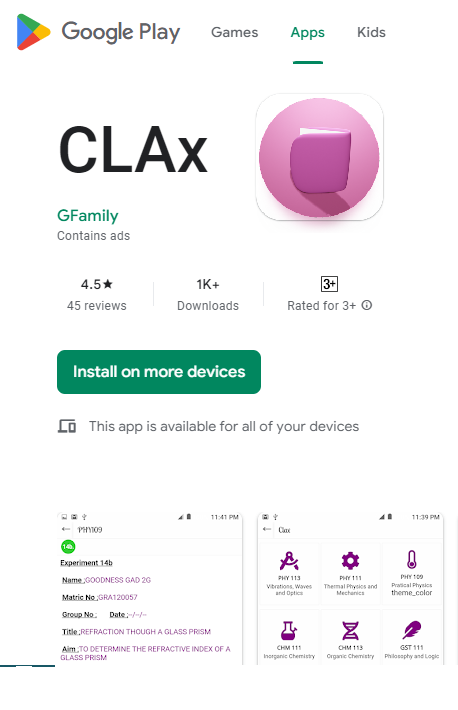 Google Play Games Apps Kids
CLAx
GFamily
Contains ads
4.5★ 1K+ 3+
45 reviews Downloads Rated for 3+
Install on more devices
This app is available for all of your devices
11:41 PM
← PHY109
14b
Experiment 14b
Name :GOODNESS GAD 2G
Matric No :GRA120057
Group No : Date :--/--/--
Title :REFRACTION THOUGH A GLASS PRISM
Aim :TO DETERMINE THE REFRACTIVE INDEX OF A
GLASS PRISM
11:39 PM
← Clax
PHY 113 PHY 111 PHY 109
Vibrations, Waves
and Optics
Thermal Physics and
Mechanics
Pratical Physics
theme_color
CHM 111 CHM 113 GST 111
Inorganic Chemistry Organic Chemistry Philosophy and Logic